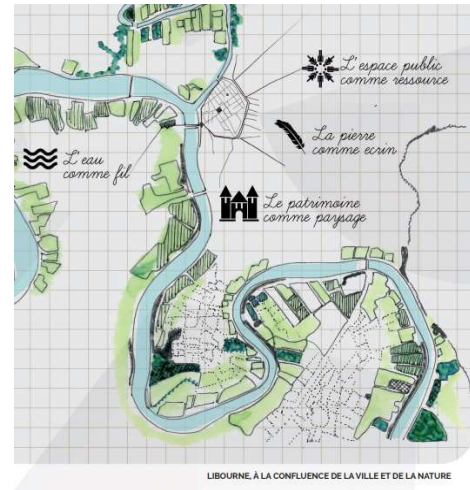 L'espace public
comme ressource
La pierre
comme ecrin
L'eau
comme fil
Le patrimoine
comme paysage
LIBOURNE, À LA CONFLUENCE DE LA VILLE ET DE LA NATURE